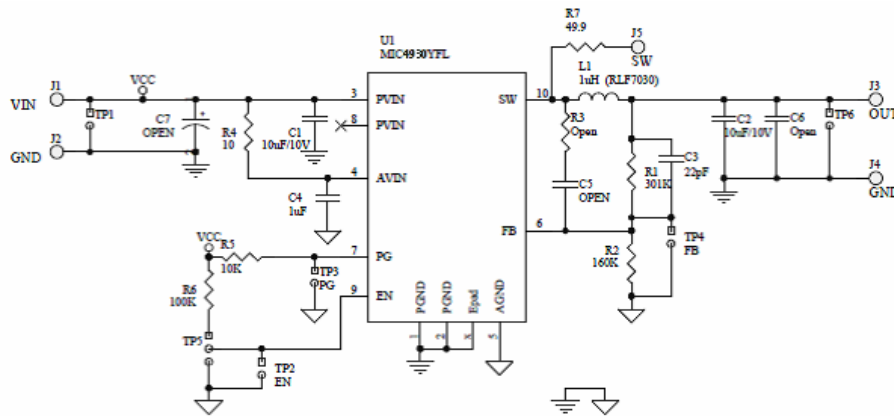 R7
49.9
J5
SW
U1
MIC4930YFL
L1
1uH (RLF7030)
J1
VCC
VIN
TP1
C7
OPEN
R4
10
C1
10uF/10V
3
PVIN
8
PVIN
4
AVIN
SW
10
R3
Open
C5
OPEN
R1
301K
C3
22pF
C2
10uF/10V
C6
Open
TP6
J3
OUT
J2
GND
J4
GND
C4
1uF
FB
6
R2
160K
TP4
FB
VCC
R5
10K
7
PG
TP3
PG
R6
100K
9
EN
TP5
TP2
EN
PGND
PGND
Epad
AGND
1
2
X
5